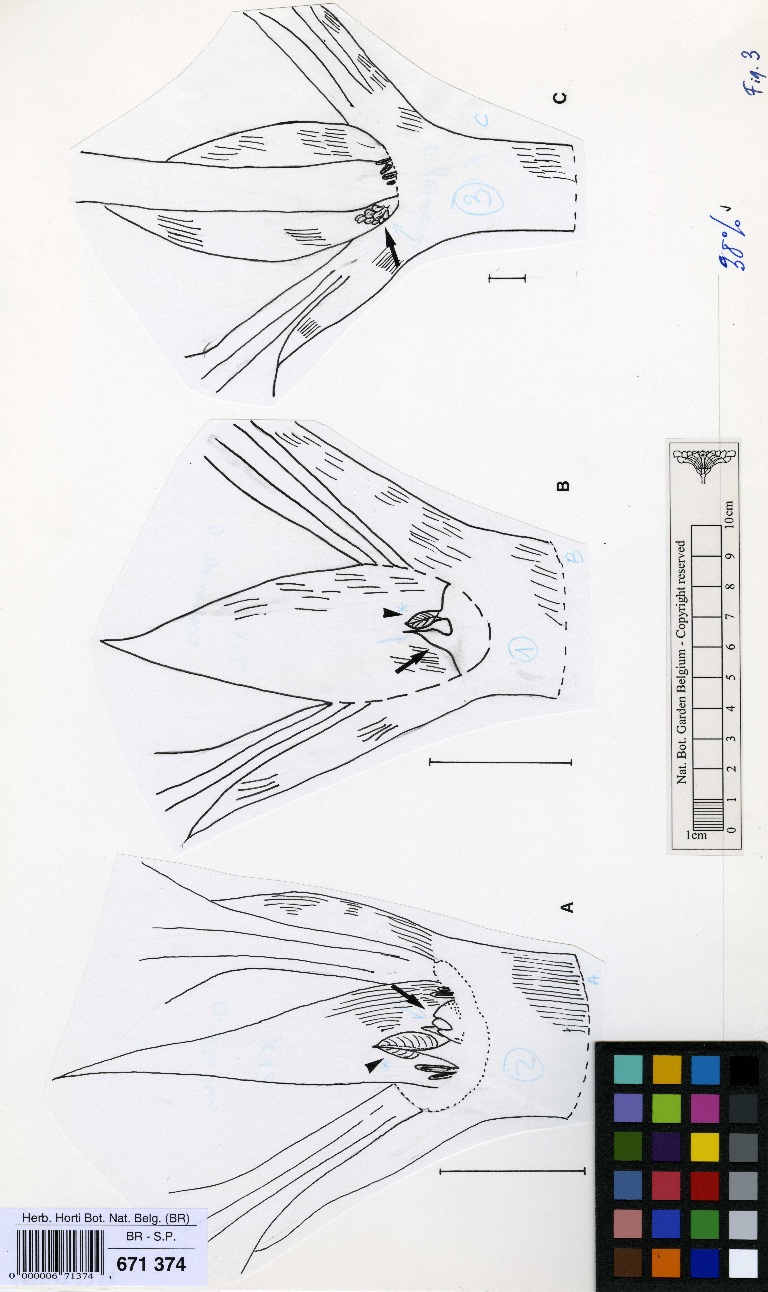 Fig. 3
38%
C
C
3
B
B
1
A
A
2
Nat. Bot. Garden Belgium - Copyright reserved
1cm
0 1 2 3 4 5 6 7 8 9 10cm
Herb. Horti Bot. Nat. Belg. (BR)
BR - S.P.
671 374
0 000006 71374